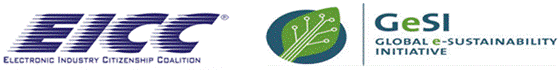 EICC®
ELECTRONIC INDUSTRY CITIZENSHIP COALITION
GeSI
GLOBAL e-SUSTAINABILITY
INITIATIVE